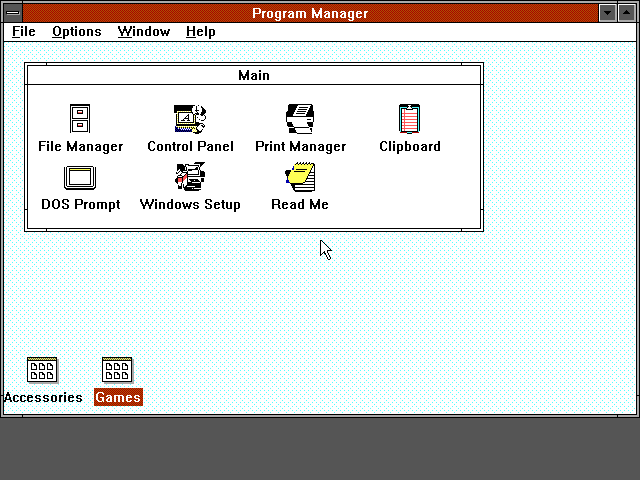 Program Manager
File Options Window Help
Main
File Manager Control Panel Print Manager Clipboard
DOS Prompt Windows Setup Read Me
Accessories Games